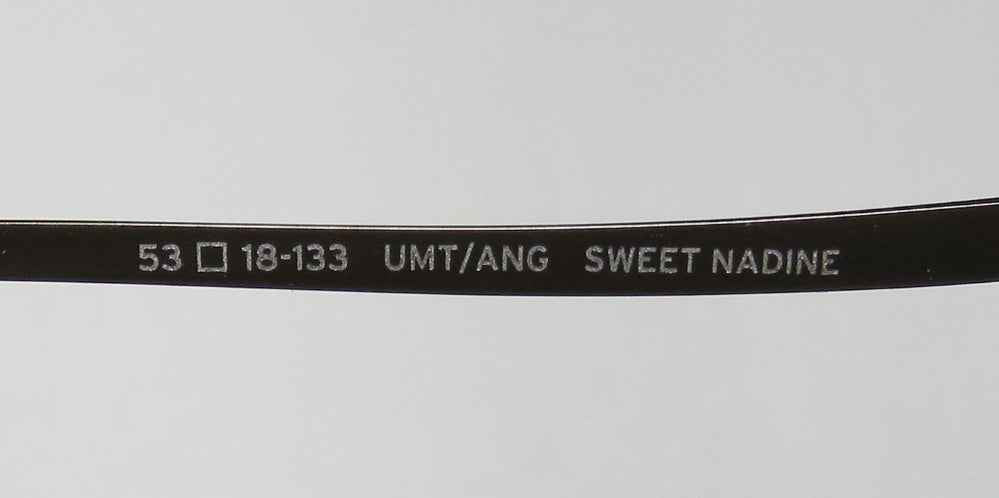 53 □ 18-133 UMT/ANG SWEET NADINE